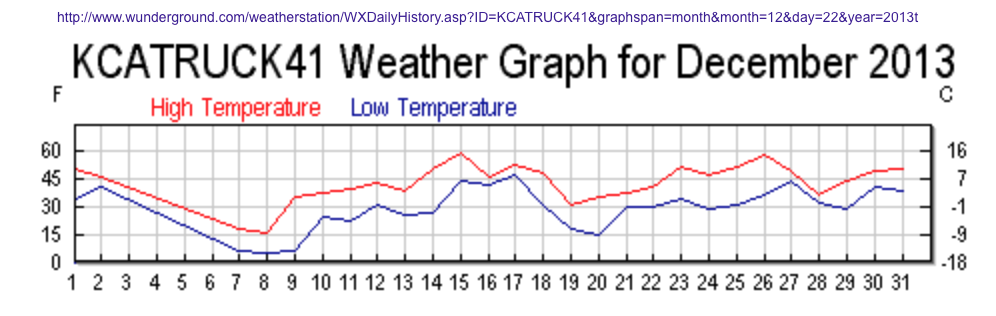 http://www.wunderground.com/weatherstation/WXDailyHistory.asp?ID=KCATRUCK41&graphspan=month&month=12&day=22&year=2013t
KCATRUCK41 Weather Graph for December 2013
F C
High Temperature Low Temperature
60 16
45 7
30 -1
15 -9
0 -18
1 2 3 4 5 6 7 8 9 10 11 12 13 14 15 16 17 18 19 20 21 22 23 24 25 26 27 28 29 30 31